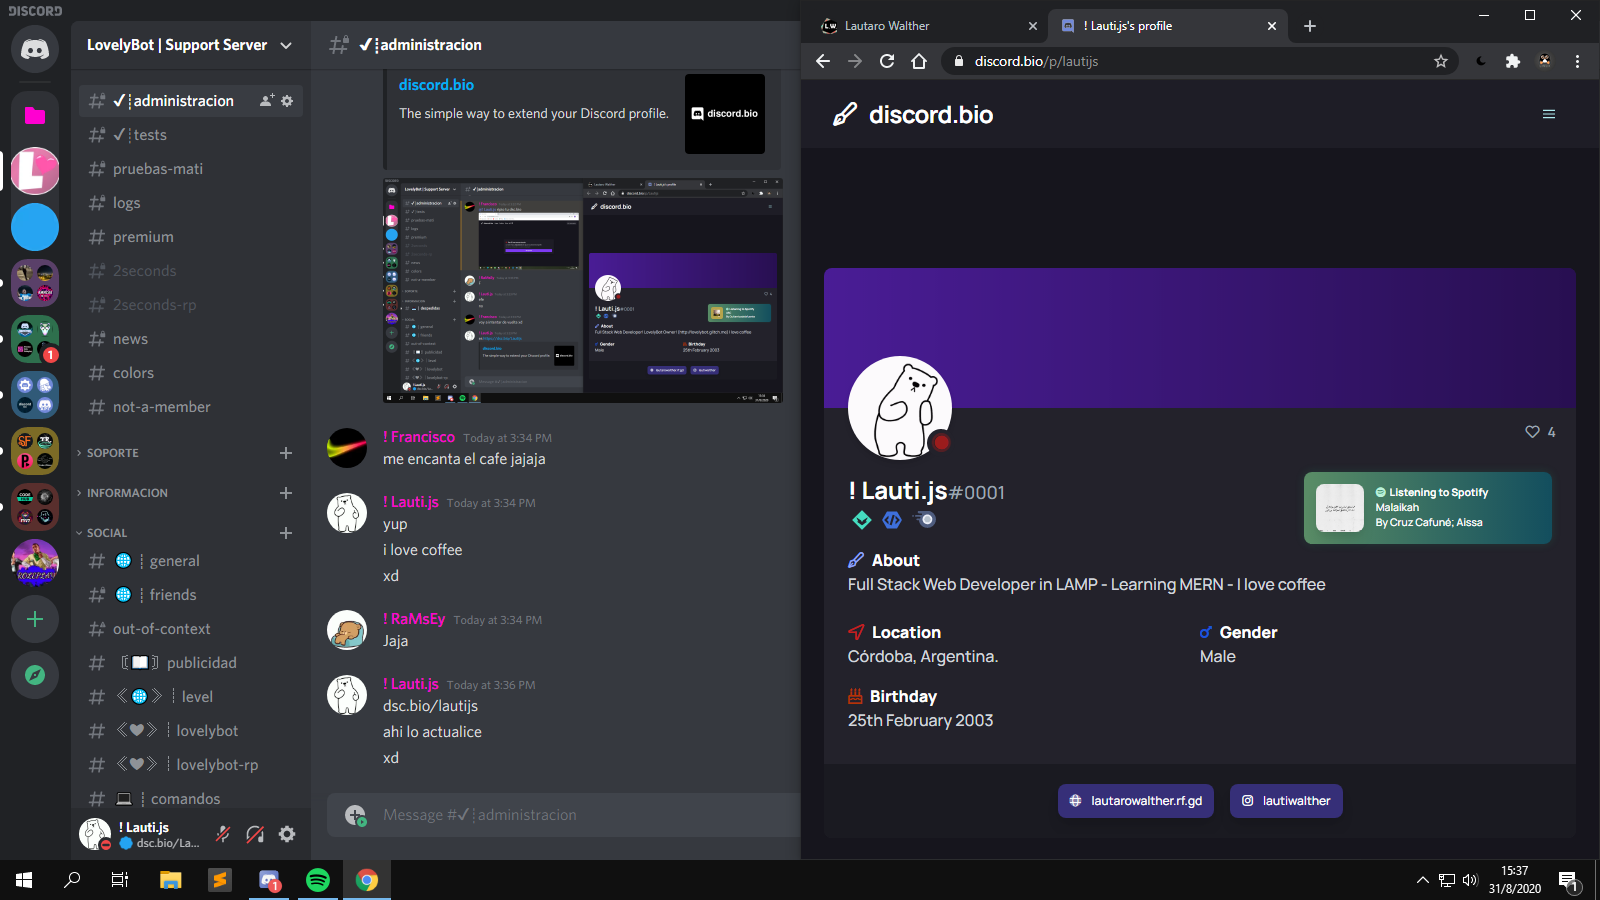 DISCORD
LovelyBot | Support Server
✓┊administracion
✓┊tests
pruebas-mati
logs
premium
2seconds
2seconds-rp
news
colors
not-a-member
SOPORTE
INFORMACION
SOCIAL
🌐┊general
🌐┊friends
out-of-context
〖📖〗publicidad
《🌐》┊level
《🖤》┊lovelybot
《🖤》┊lovelybot-rp
💻┊comandos
! Lauti.js
dsc.bio/La...
1
ROLEPLAY
✓┊administracion
discord.bio
The simple way to extend your Discord profile.
discord.bio
! Francisco Today at 3:34 PM
me encanta el cafe jajaja
! Lauti.js Today at 3:34 PM
yup
i love coffee
xd
! RaMsEy Today at 3:34 PM
Jaja
! Lauti.js Today at 3:36 PM
dsc.bio/lautijs
ahi lo actualice
xd
Message #✓┊administracion
Lautaro Walther
! Lauti.js's profile
discord.bio/p/lautijs
discord.bio
4
! Lauti.js#0001
Listening to Spotify
Malaikah
By Cruz Cafuné; Aissa
About
Full Stack Web Developer in LAMP - Learning MERN - I love coffee
Location
Córdoba, Argentina.
Gender
Male
Birthday
25th February 2003
lautarowalther.rf.gd
lautiwalther
1
15:37
31/8/2020
1